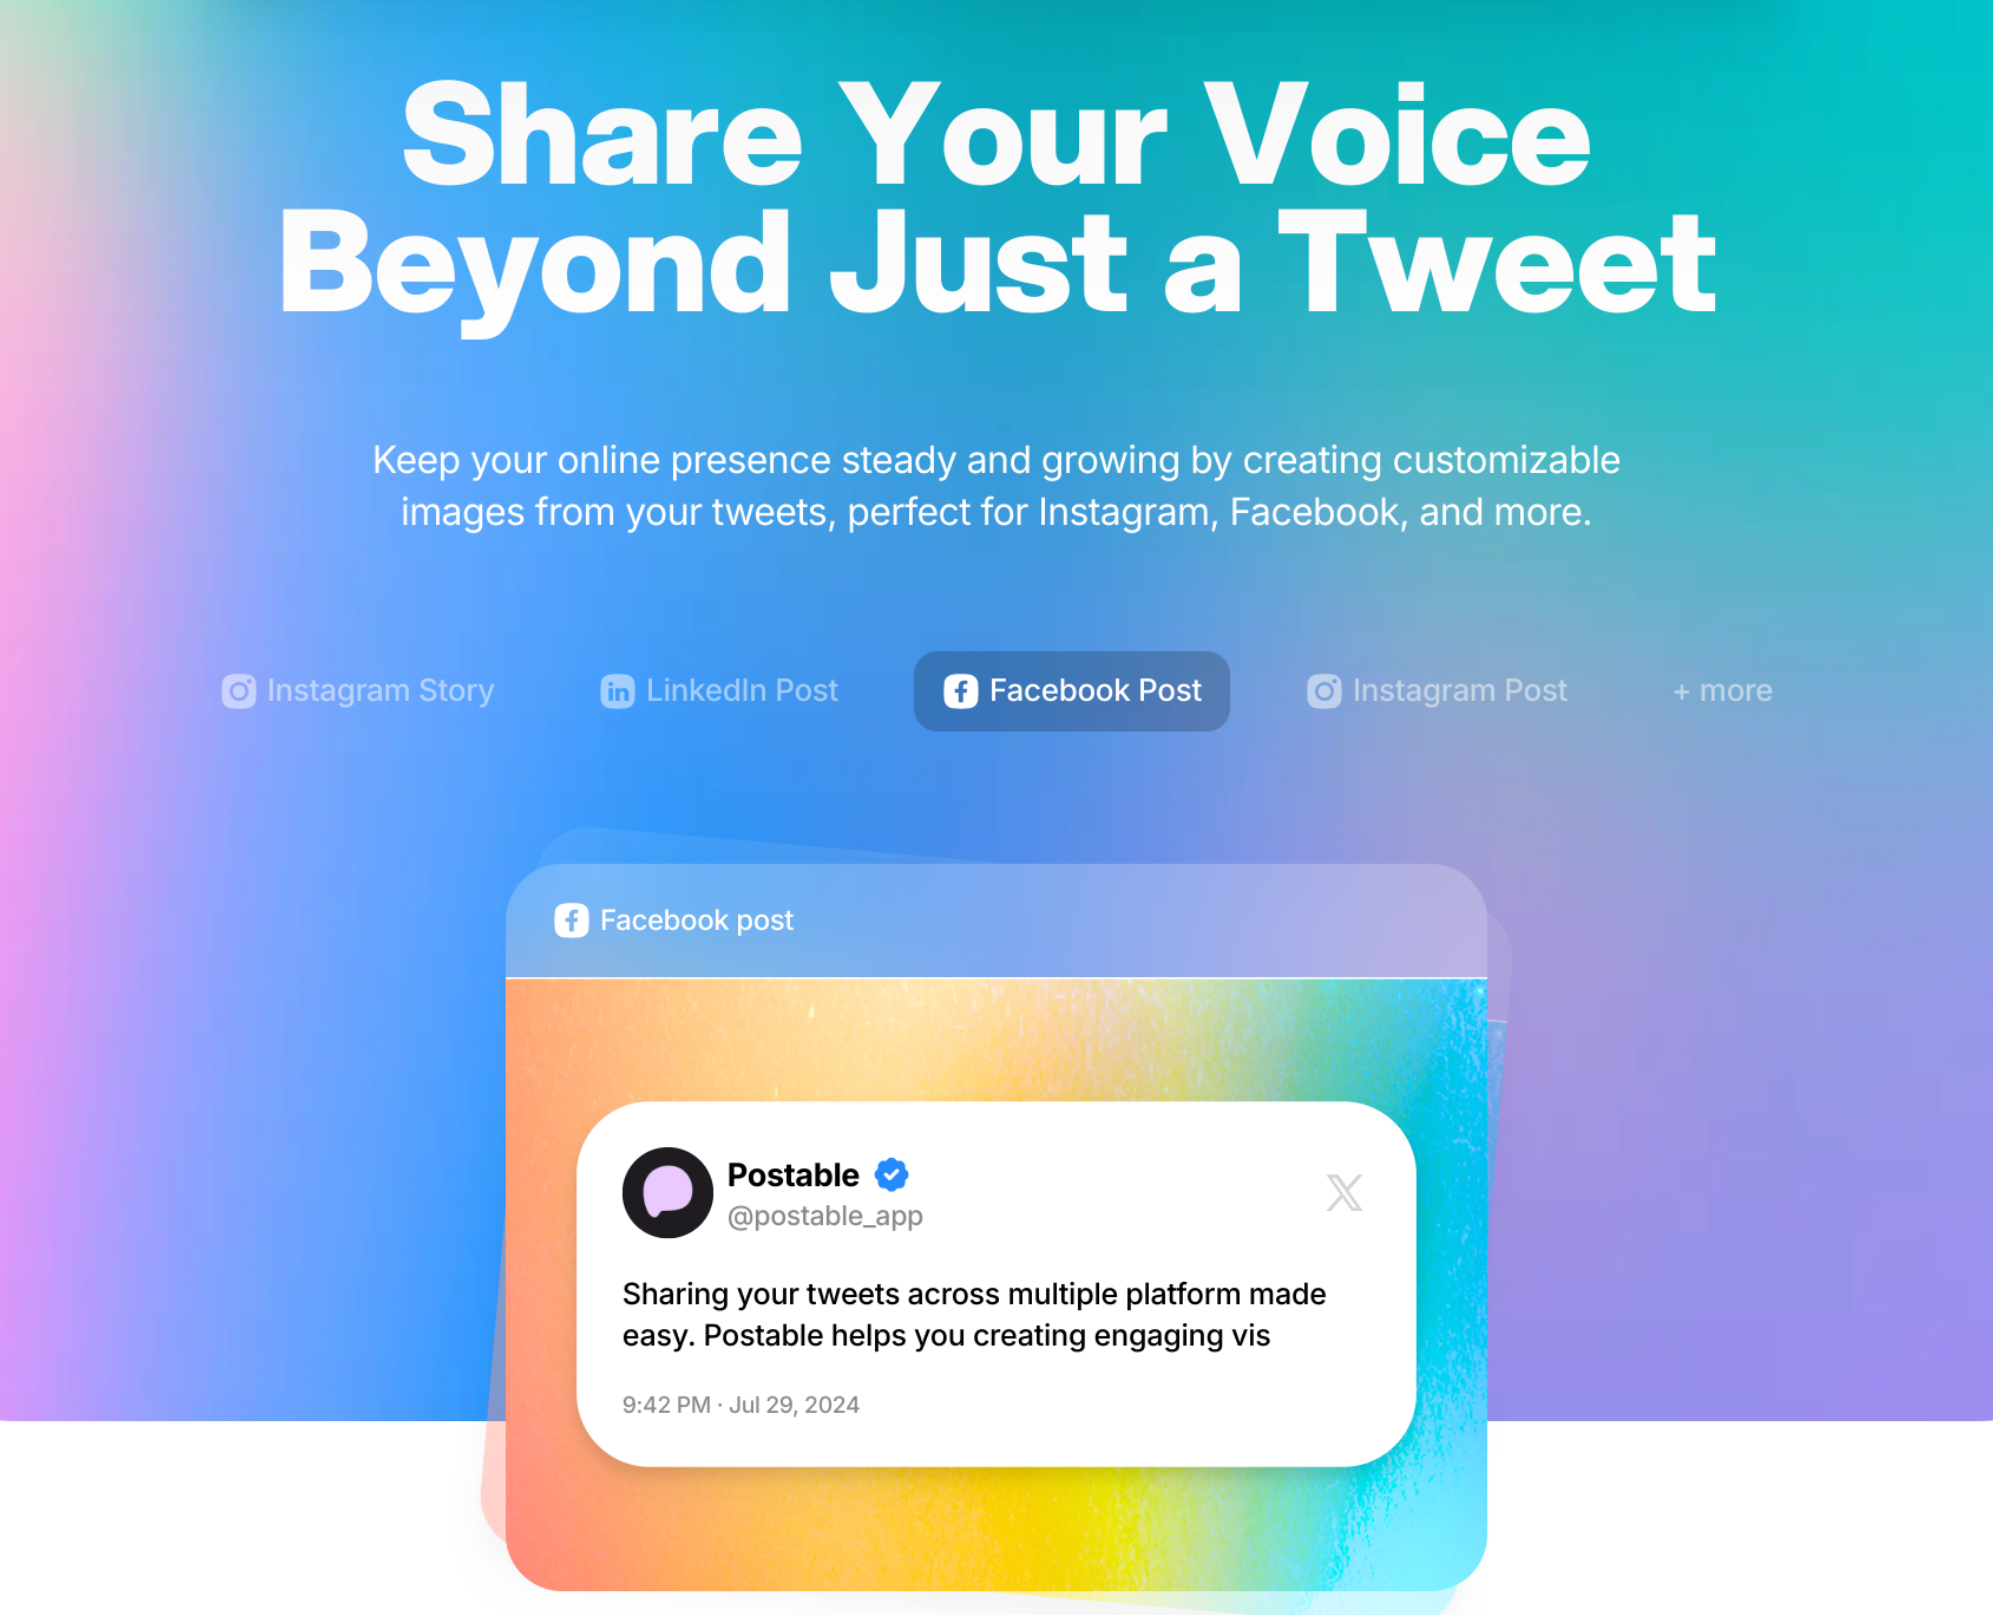 Share Your Voice
Beyond Just a Tweet
Keep your online presence steady and growing by creating customizable
images from your tweets, perfect for Instagram, Facebook, and more.
Instagram Story
LinkedIn Post
Facebook Post
Instagram Post
+ more
Facebook post
Postable
@postable_app
Sharing your tweets across multiple platform made
easy. Postable helps you creating engaging vis
9:42 PM · Jul 29, 2024